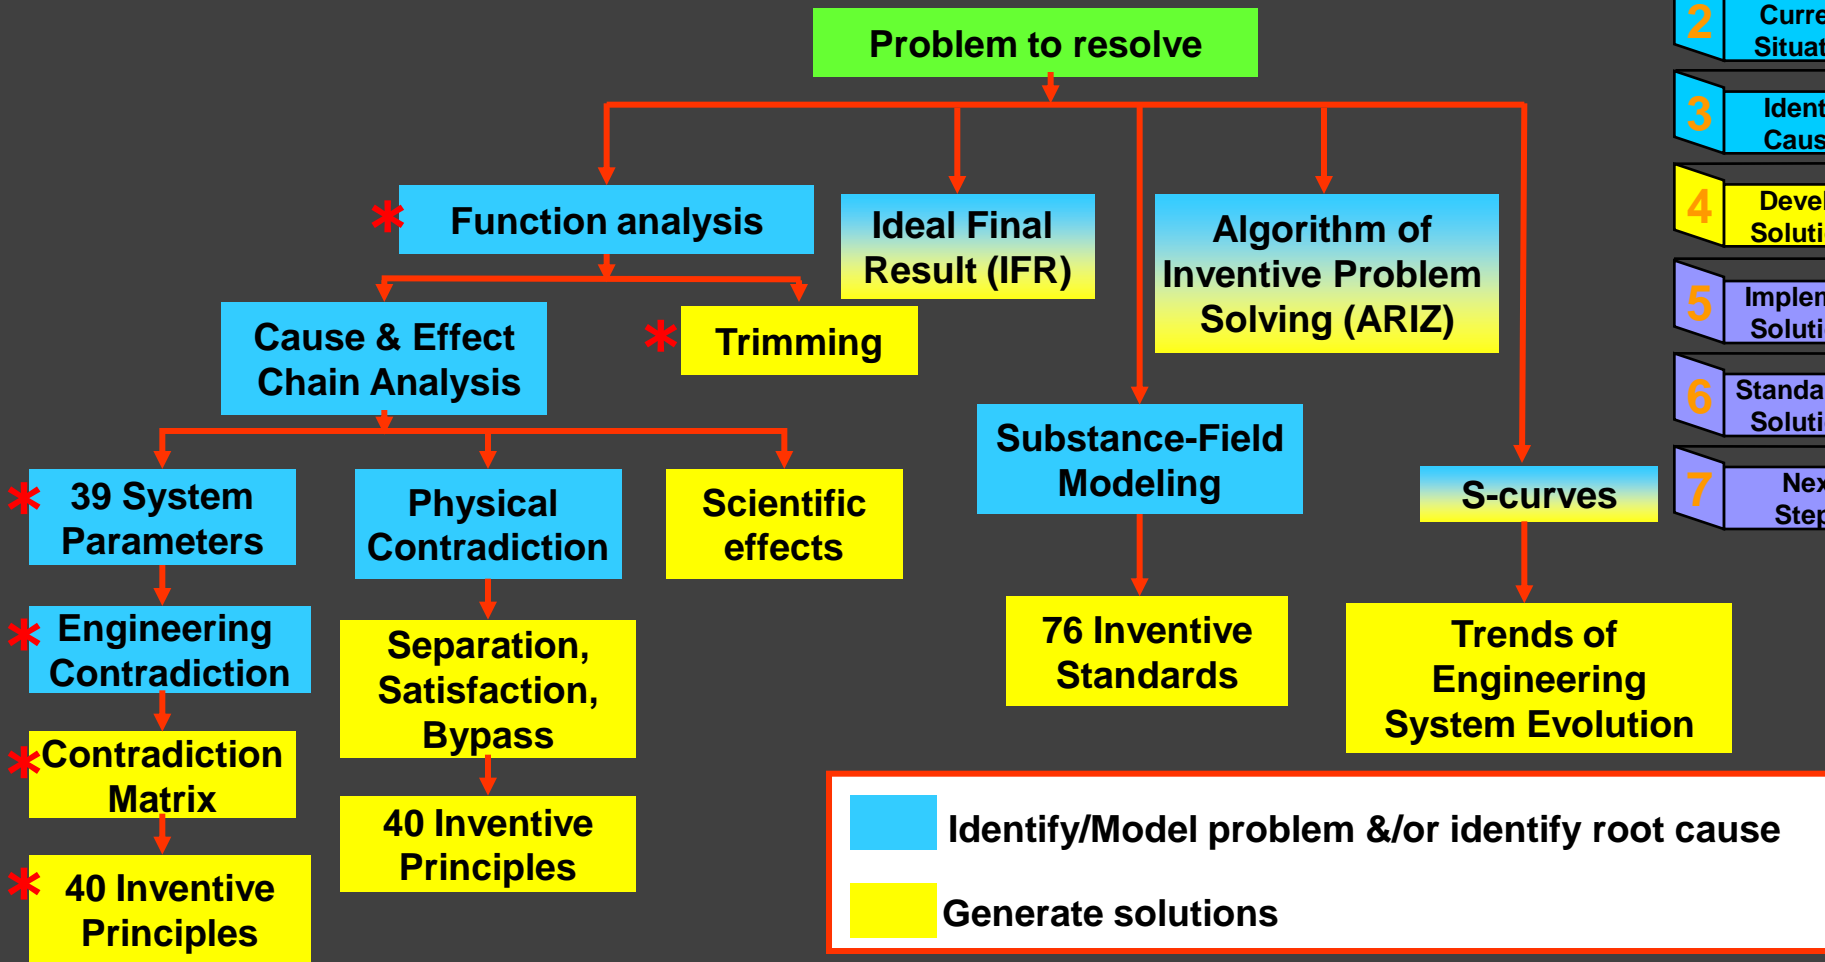 Problem to resolve
Function analysis
Ideal Final
Result (IFR)
Algorithm of
Inventive Problem
Solving (ARIZ)
Cause & Effect
Chain Analysis
Trimming
Substance-Field
Modeling
S-curves
39 System
Parameters
Physical
Contradiction
Scientific
effects
Engineering
Contradiction
Separation,
Satisfaction,
Bypass
76 Inventive
Standards
Trends of
Engineering
System Evolution
Contradiction
Matrix
40 Inventive
Principles
40 Inventive
Principles
Identify/Model problem &/or identify root cause
Generate solutions
2
3
4
5
6
7